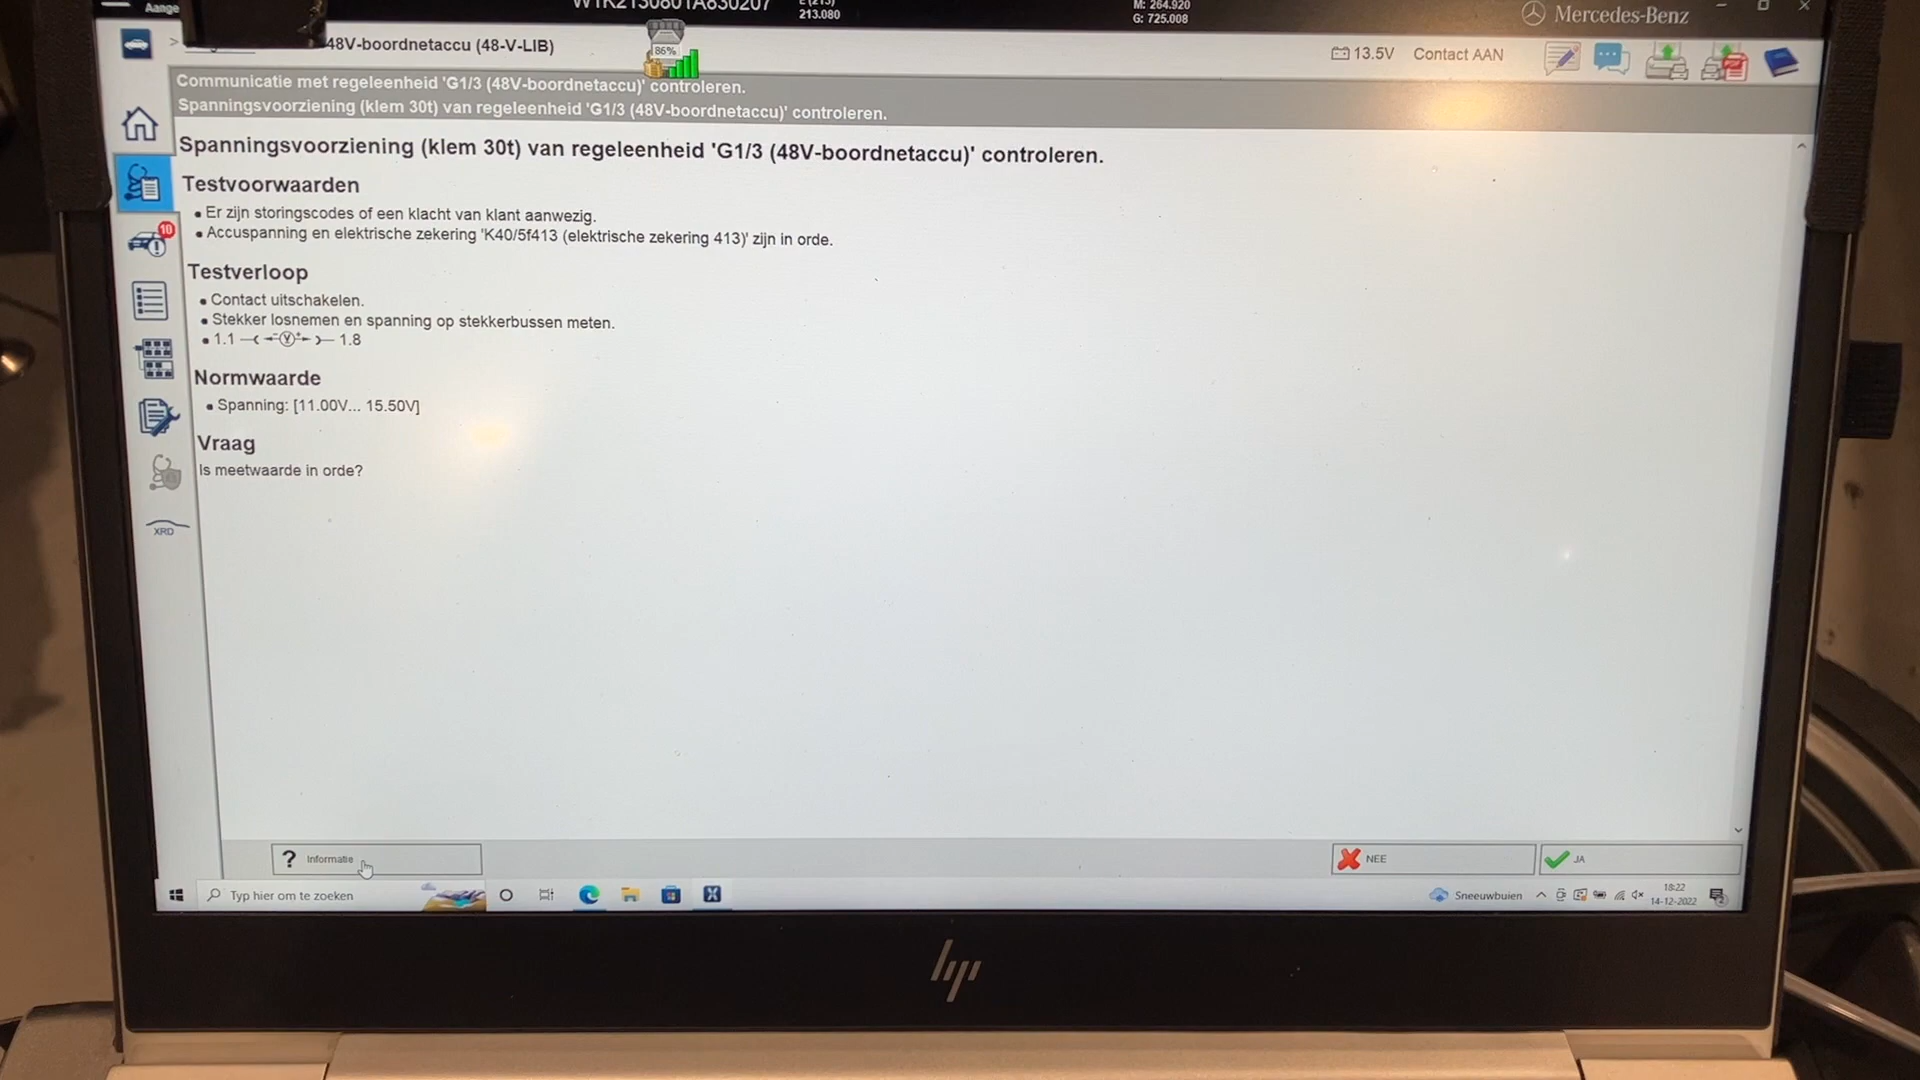 Aange
213.080
M: 264.920
G: 725.008
Mercedes-Benz
> 48V-boordnetaccu (48-V-LIB)
86%
13.5V Contact AAN
Communicatie met regeleenheid 'G1/3 (48V-boordnetaccu)' controleren.
Spanningsvoorziening (klem 30t) van regeleenheid 'G1/3 (48V-boordnetaccu)' controleren.
Spanningsvoorziening (klem 30t) van regeleenheid 'G1/3 (48V-boordnetaccu)' controleren.
Testvoorwaarden
• Er zijn storingscodes of een klacht van klant aanwezig.
• Accuspanning en elektrische zekering 'K40/5f413 (elektrische zekering 413)' zijn in orde.
10
Testverloop
• Contact uitschakelen.
• Stekker losnemen en spanning op stekkerbussen meten.
• 1.1 V 1.8
Normwaarde
• Spanning: [11.00V... 15.50V]
Vraag
Is meetwaarde in orde?
XRD
? Informatie
NEE
JA
Typ hier om te zoeken
Sneeuwbuien
18:22
14-12-2022
2
hp